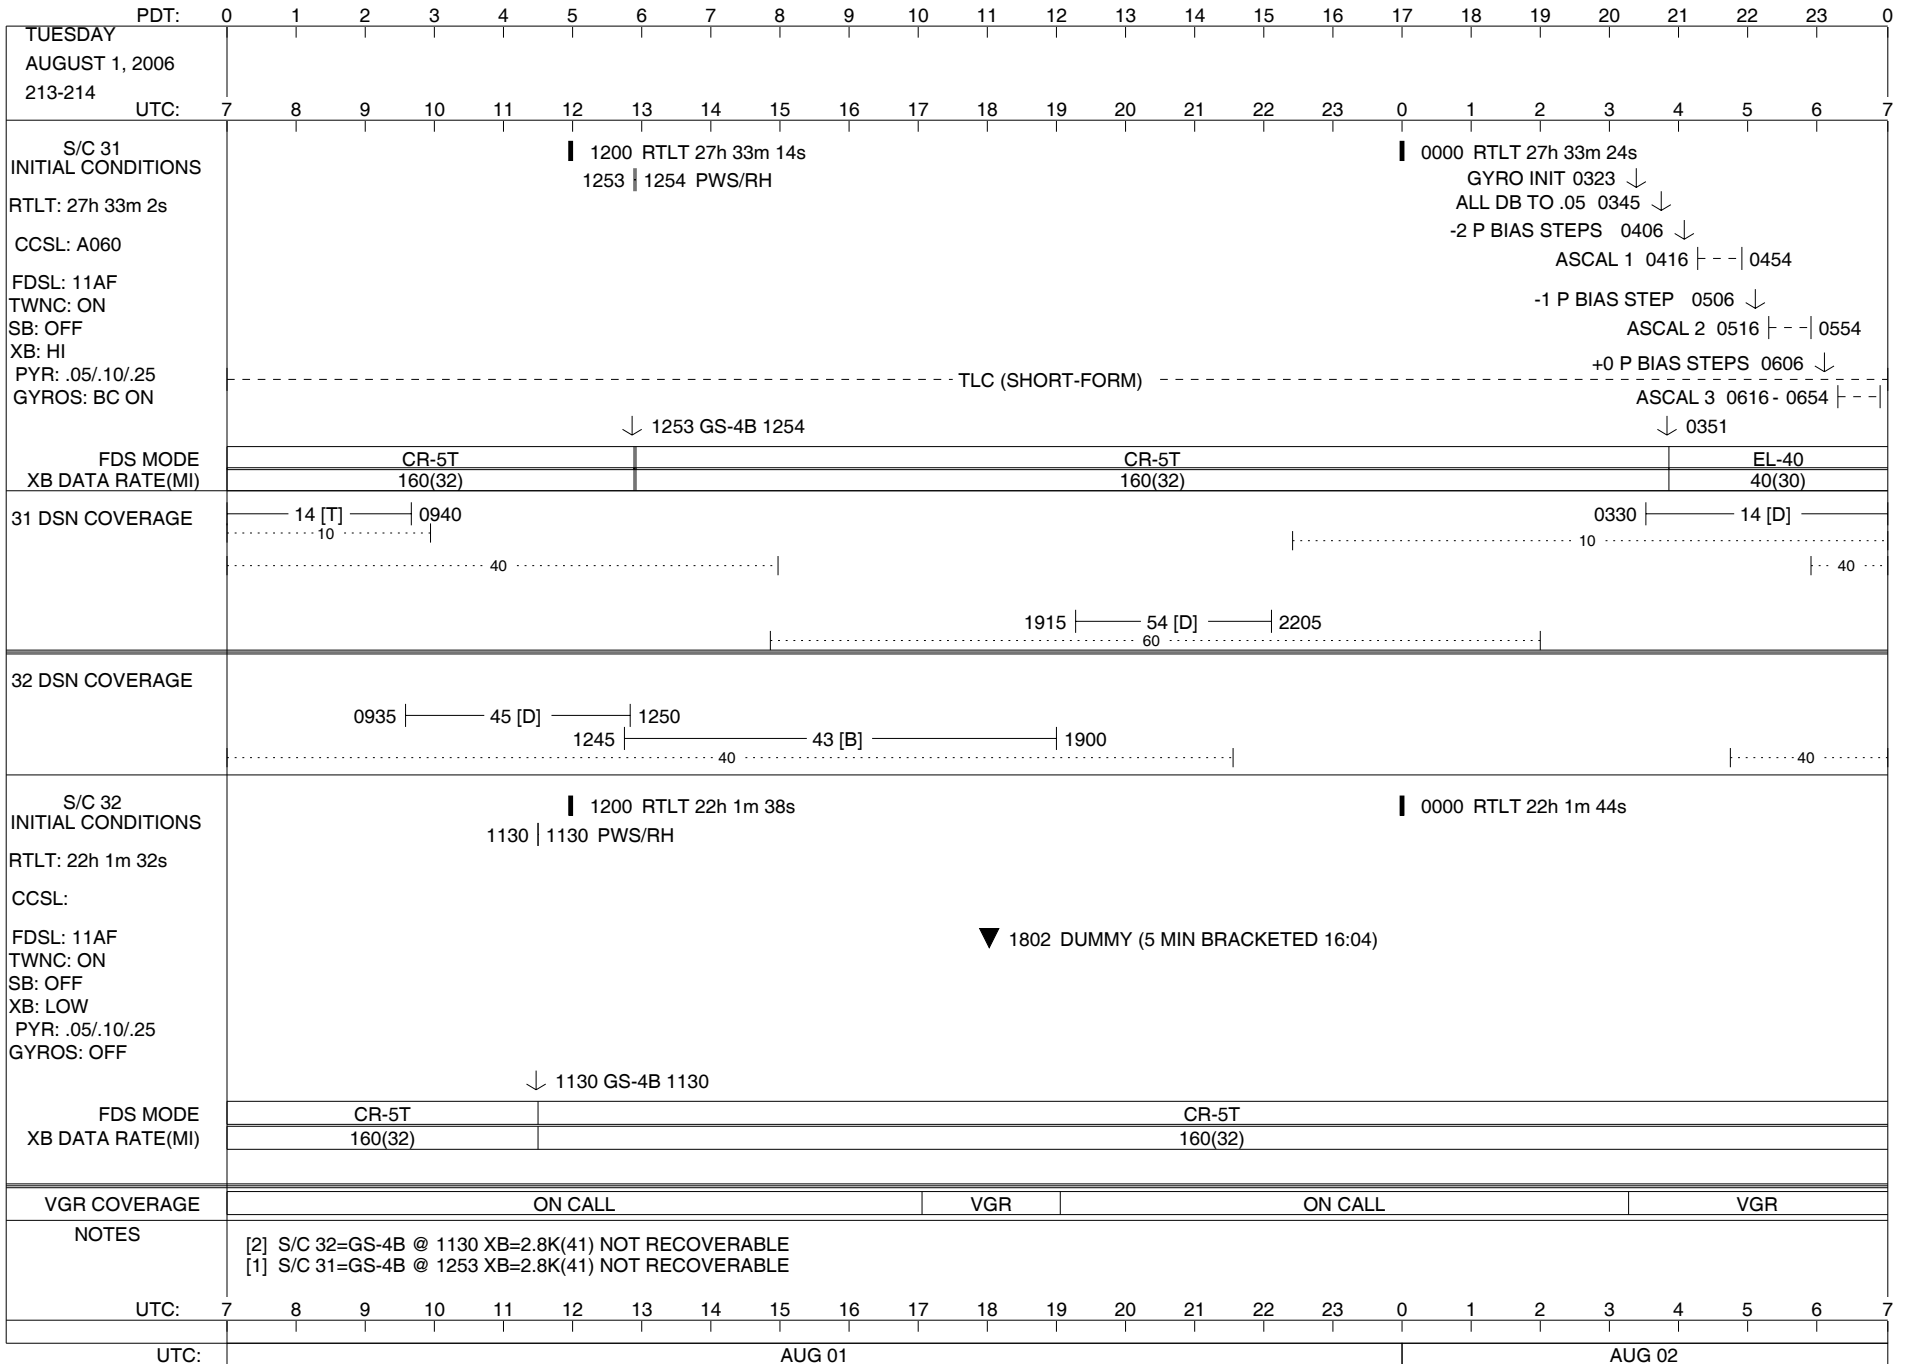 PDT: 0 1 2 3 4 5 6 7 8 9 10 11 12 13 14 15 16 17 18 19 20 21 22 23 0
TUESDAY
AUGUST 1, 2006
213-214
UTC: 7 8 9 10 11 12 13 14 15 16 17 18 19 20 21 22 23 0 1 2 3 4 5 6 7
S/C 31
INITIAL CONDITIONS
RTLT: 27h 33m 2s
CCSL: A060
FDSL: 11AF
TWNC: ON
SB: OFF
XB: HI
PYR: .05/.10/.25
GYROS: BC ON
1200 RTLT 27h 33m 14s
0000 RTLT 27h 33m 24s
1253 1254 PWS/RH
GYRO INIT 0323
ALL DB TO .05 0345
-2 P BIAS STEPS 0406
ASCAL 1 0416 0454
-1 P BIAS STEP 0506
ASCAL 2 0516 0554
+0 P BIAS STEPS 0606
TLC (SHORT-FORM)
ASCAL 3 0616 - 0654
1253 GS-4B 1254
0351
FDS MODE CR-5T CR-5T EL-40
XB DATA RATE(MI) 160(32) 160(32) 40(30)
31 DSN COVERAGE
14 [T] 0940
0330 14 [D]
10
10
40
40
1915 54 [D] 2205
60
32 DSN COVERAGE
0935 45 [D] 1250
1245 43 [B] 1900
40
40
S/C 32
INITIAL CONDITIONS
RTLT: 22h 1m 32s
CCSL:
FDSL: 11AF
TWNC: ON
SB: OFF
XB: LOW
PYR: .05/.10/.25
GYROS: OFF
1200 RTLT 22h 1m 38s
0000 RTLT 22h 1m 44s
1130 1130 PWS/RH
1802 DUMMY (5 MIN BRACKETED 16:04)
1130 GS-4B 1130
FDS MODE CR-5T CR-5T
XB DATA RATE(MI) 160(32) 160(32)
VGR COVERAGE ON CALL VGR ON CALL VGR
NOTES
[2] S/C 32=GS-4B @ 1130 XB=2.8K(41) NOT RECOVERABLE
[1] S/C 31=GS-4B @ 1253 XB=2.8K(41) NOT RECOVERABLE
UTC: 7 8 9 10 11 12 13 14 15 16 17 18 19 20 21 22 23 0 1 2 3 4 5 6 7
UTC: AUG 01 AUG 02